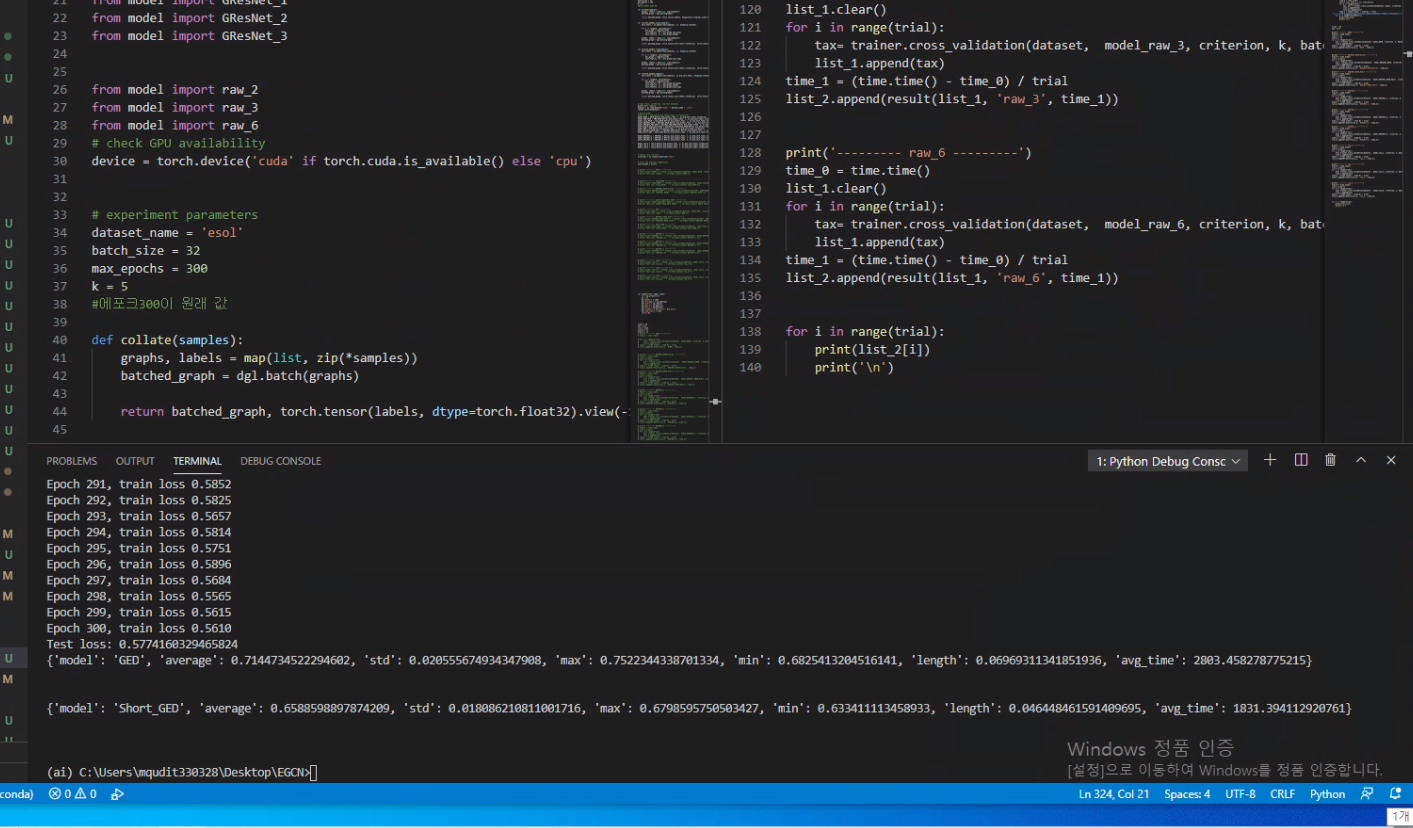 21 from model import GResNet_1
22 from model import GResNet_2
23 from model import GResNet_3
24
25
26 from model import raw_2
27 from model import raw_3
28 from model import raw_6
29 # check GPU availability
30 device = torch.device('cuda' if torch.cuda.is_available() else 'cpu')
31
32
33 # experiment parameters
34 dataset_name = 'esol'
35 batch_size = 32
36 max_epochs = 300
37 k = 5
38 #에포크300이 원래 값
39
40 def collate(samples):
41 graphs, labels = map(list, zip(*samples))
42 batched_graph = dgl.batch(graphs)
43
44 return batched_graph, torch.tensor(labels, dtype=torch.float32).view(-
45
120 list_1.clear()
121 for i in range(trial):
122 tax= trainer.cross_validation(dataset, model_raw_3, criterion, k, batc
123 list_1.append(tax)
124 time_1 = (time.time() - time_0) / trial
125 list_2.append(result(list_1, 'raw_3', time_1))
126
127
128 print('--------- raw_6 ---------')
129 time_0 = time.time()
130 list_1.clear()
131 for i in range(trial):
132 tax= trainer.cross_validation(dataset, model_raw_6, criterion, k, batc
133 list_1.append(tax)
134 time_1 = (time.time() - time_0) / trial
135 list_2.append(result(list_1, 'raw_6', time_1))
136
137
138 for i in range(trial):
139 print(list_2[i])
140 print('\n')
U
M
U
U
U
U
U
U
U
U
U
U
U
U
U
M
U
M
M
U
M
U
U
PROBLEMS OUTPUT TERMINAL DEBUG CONSOLE 1: Python Debug Consc
Epoch 291, train loss 0.5852
Epoch 292, train loss 0.5825
Epoch 293, train loss 0.5657
Epoch 294, train loss 0.5814
Epoch 295, train loss 0.5751
Epoch 296, train loss 0.5896
Epoch 297, train loss 0.5684
Epoch 298, train loss 0.5565
Epoch 299, train loss 0.5615
Epoch 300, train loss 0.5610
Test loss: 0.5774160329465824
{'model': 'GED', 'average': 0.7144734522294602, 'std': 0.020555674934347908, 'max': 0.7522344338701334, 'min': 0.6825413204516141, 'length': 0.06969311341851936, 'avg_time': 2803.458278775215}
{'model': 'Short_GED', 'average': 0.6588598897874209, 'std': 0.018086210811001716, 'max': 0.6798595750503427, 'min': 0.633411113458933, 'length': 0.046448461591409695, 'avg_time': 1831.394112920761}
Windows 정품 인증
[설정]으로 이동하여 Windows를 정품 인증합니다.
(ai) C:\Users\mqudit330328\Desktop\EGCN>
conda) 0 0 Ln 324, Col 21 Spaces: 4 UTF-8 CRLF Python
1개